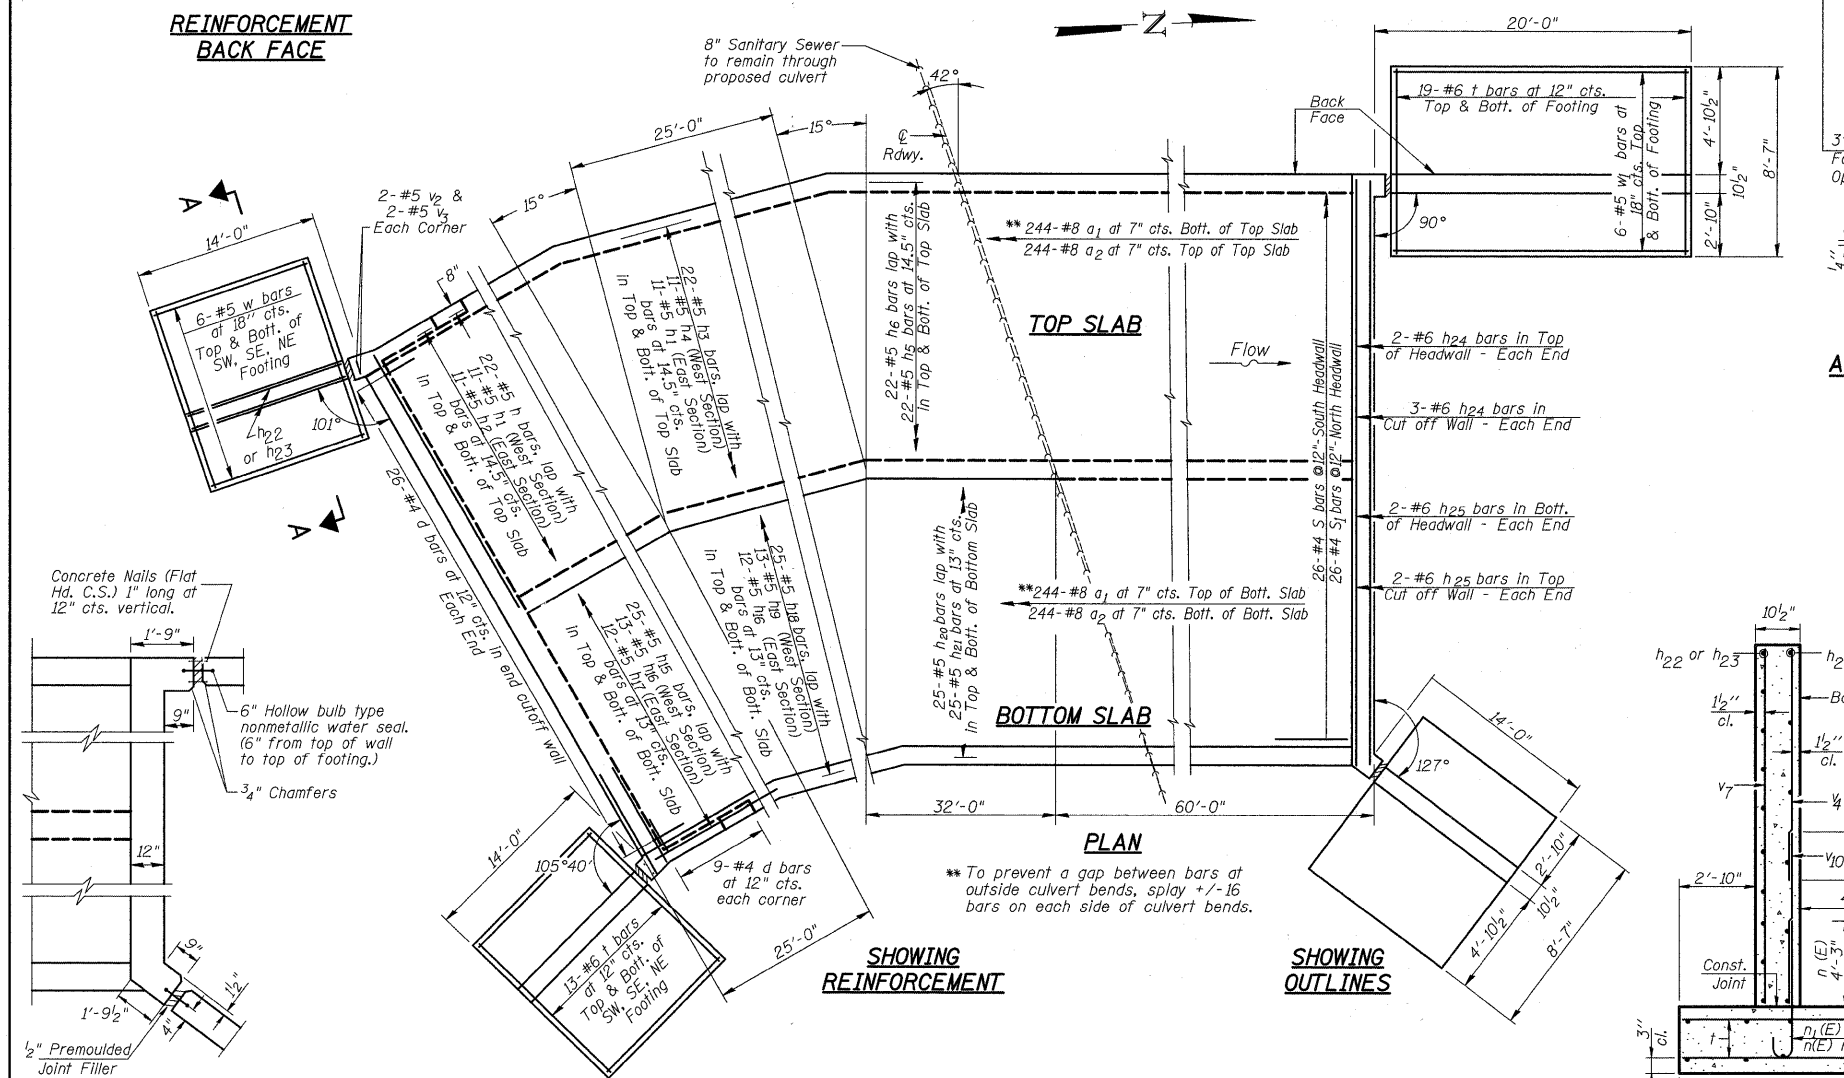 REINFORCEMENT
BACK FACE
8" Sanitary Sewer
to remain through
proposed culvert
42°
N
20'-0"
19-#6 t bars at 12" cts.
Top & Bott. of Footing
6-#5 w1 bars at
18" cts. Top
& Bott. of Footing
4'-10½"
10½"
2'-10"
8'-7"
Back
Face
90°
25'-0"
15°
15°
℄
Rdwy.
2-#5 v2 &
2-#5 v3
Each Corner
A
14'-0"
6-#5 w bars
at 18" cts.
Top & Bott. of
SW, SE, NE
Footing
h22
or h23
101°
A
8"
22-#5 h bars, lap with
11-#5 h1 (West Section)
11-#5 h2 (East Section)
bars at 14.5" cts.
in Top & Bott. of Top Slab
22-#5 h3 bars, lap with
11-#5 h4 (West Section)
11-#5 h1 (East Section)
bars at 14.5" cts.
in Top & Bott. of Top Slab
22-#5 h6 bars lap with
22-#5 h5 bars at 14.5" cts.
in Top & Bott. of Top Slab
** 244-#8 a1 at 7" cts. Bott. of Top Slab
244-#8 a2 at 7" cts. Top of Top Slab
TOP SLAB
Flow
26-#4 S bars @12"-South Headwall
26-#4 S1 bars @12"-North Headwall
2-#6 h24 bars in Top
of Headwall - Each End
3-#6 h24 bars in
Cut off Wall - Each End
2-#6 h25 bars in Bott.
of Headwall - Each End
2-#6 h25 bars in Top
Cut off Wall - Each End
26-#4 d bars at 12" cts. in end cutoff wall
Each End
25-#5 h15 bars, lap with
13-#5 h16 (West Section)
12-#5 h17 (East Section)
bars at 13" cts.
in Top & Bott. of Bott. Slab
25-#5 h18 bars, lap with
13-#5 h19 (West Section)
12-#5 h16 (East Section)
bars at 13" cts.
in Top & Bott. of Bott. Slab
25-#5 h20 bars lap with
25-#5 h21 bars at 13" cts.
in Top & Bott. of Bottom Slab
**244-#8 a1 at 7" cts. Top of Bott. Slab
244-#8 a2 at 7" cts. Bott. of Bott. Slab
BOTTOM SLAB
32'-0"
60'-0"
PLAN
** To prevent a gap between bars at
outside culvert bends, splay +/-16
bars on each side of culvert bends.
127°
14'-0"
2'-10"
10½"
4'-10½"
8'-7"
SHOWING
OUTLINES
SHOWING
REINFORCEMENT
9-#4 d bars
at 12" cts.
each corner
25'-0"
14'-0"
105°40'
13-#6 t bars
at 12" cts.
Top & Bott. of
SW, SE, NE
Footing
Concrete Nails (Flat
Hd. C.S.) 1" long at
12" cts. vertical.
1'-9"
9"
6" Hollow bulb type
nonmetallic water seal.
(6" from top of wall
to top of footing.)
¾" Chamfers
12"
9"
1½"
1'-9½"
4"
½" Premoulded
Joint Filler
10½"
h22 or h23
1½"
cl.
1½"
cl.
v7
v4
v10
2'-10"
n (E)
4'-3"
Const.
Joint
3"
cl.
t
n1(E)
n(E)